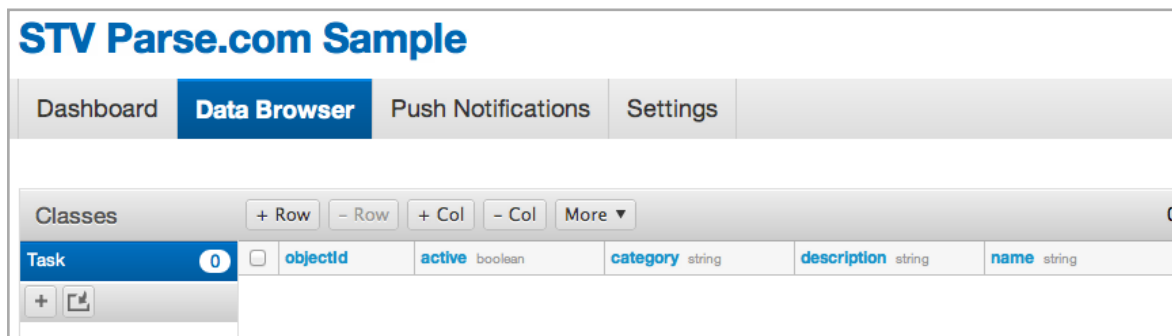 STV Parse.com Sample
Dashboard Data Browser Push Notifications Settings
Classes + Row – Row + Col – Col More ▼
Task 0 objectId active boolean category string description string name string
+